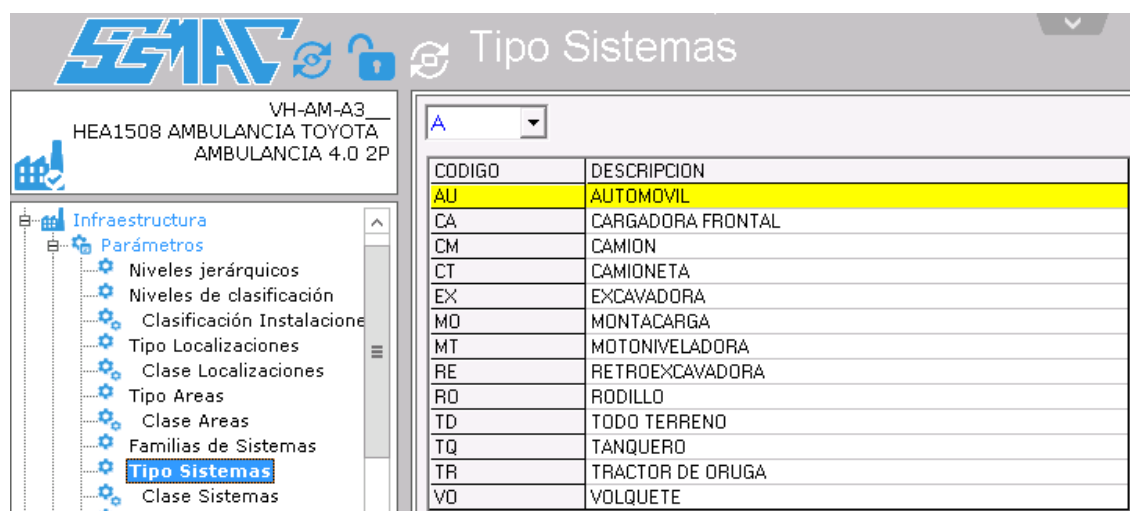 SISMAC
Tipo Sistemas
VH-AM-A3__
HEA1508 AMBULANCIA TOYOTA
AMBULANCIA 4.0 2P
Infraestructura
Parámetros
Niveles jerárquicos
Niveles de clasificación
Clasificación Instalacione
Tipo Localizaciones
Clase Localizaciones
Tipo Areas
Clase Areas
Familias de Sistemas
Tipo Sistemas
Clase Sistemas
A
CODIGO DESCRIPCION
AU AUTOMOVIL
CA CARGADORA FRONTAL
CM CAMION
CT CAMIONETA
EX EXCAVADORA
MO MONTACARGA
MT MOTONIVELADORA
RE RETROEXCAVADORA
RO RODILLO
TD TODO TERRENO
TQ TANQUERO
TR TRACTOR DE ORUGA
VO VOLQUETE